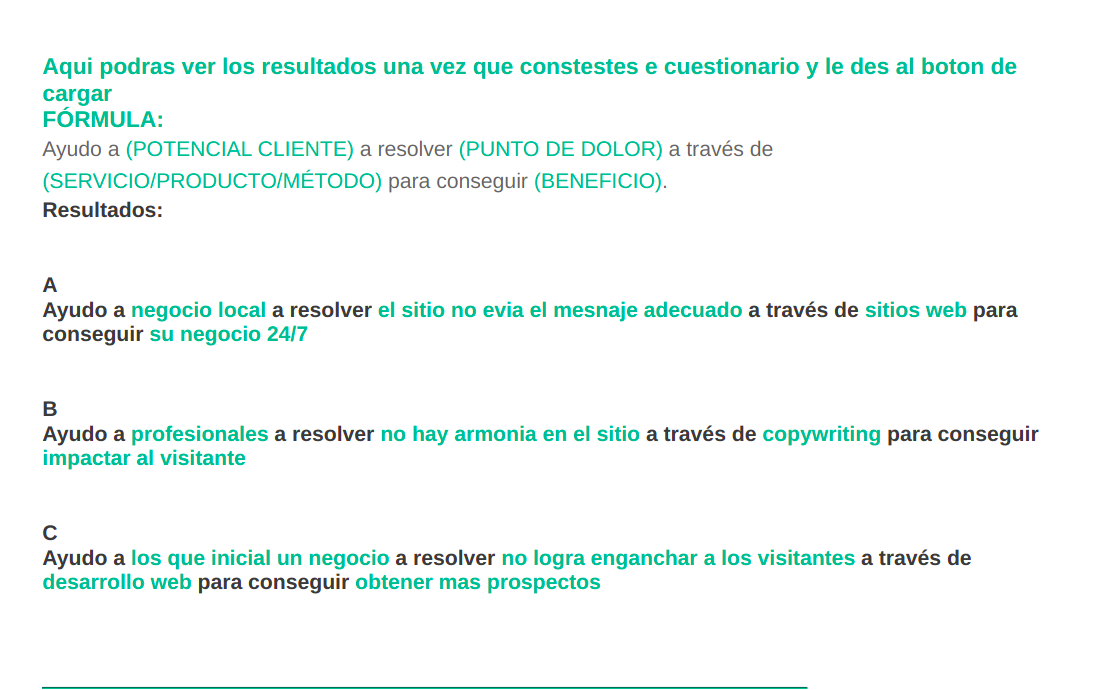 Aqui podras ver los resultados una vez que constestes e cuestionario y le des al boton de
cargar
FÓRMULA:
Ayudo a (POTENCIAL CLIENTE) a resolver (PUNTO DE DOLOR) a través de
(SERVICIO/PRODUCTO/MÉTODO) para conseguir (BENEFICIO).
Resultados:
A
Ayudo a negocio local a resolver el sitio no evia el mesnaje adecuado a través de sitios web para
conseguir su negocio 24/7
B
Ayudo a profesionales a resolver no hay armonia en el sitio a través de copywriting para conseguir
impactar al visitante
C
Ayudo a los que inicial un negocio a resolver no logra enganchar a los visitantes a través de
desarrollo web para conseguir obtener mas prospectos